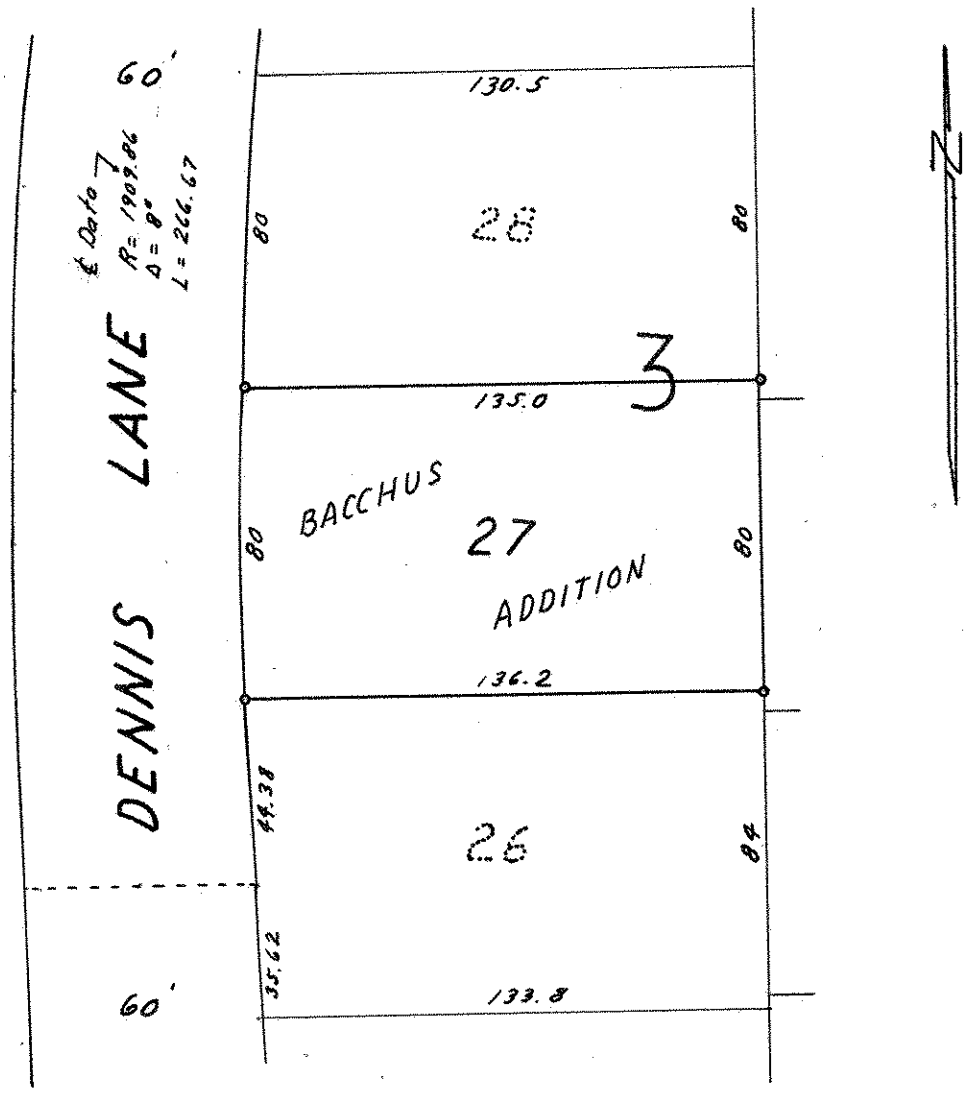 60'
℄ Data
R = 1909.86
Δ = 8°
L = 266.67
DENNIS LANE
60'
130.5
80
28
80
3
135.0
BACCHUS
80
27
80
ADDITION
136.2
44.38
26
84
35.62
133.8
N